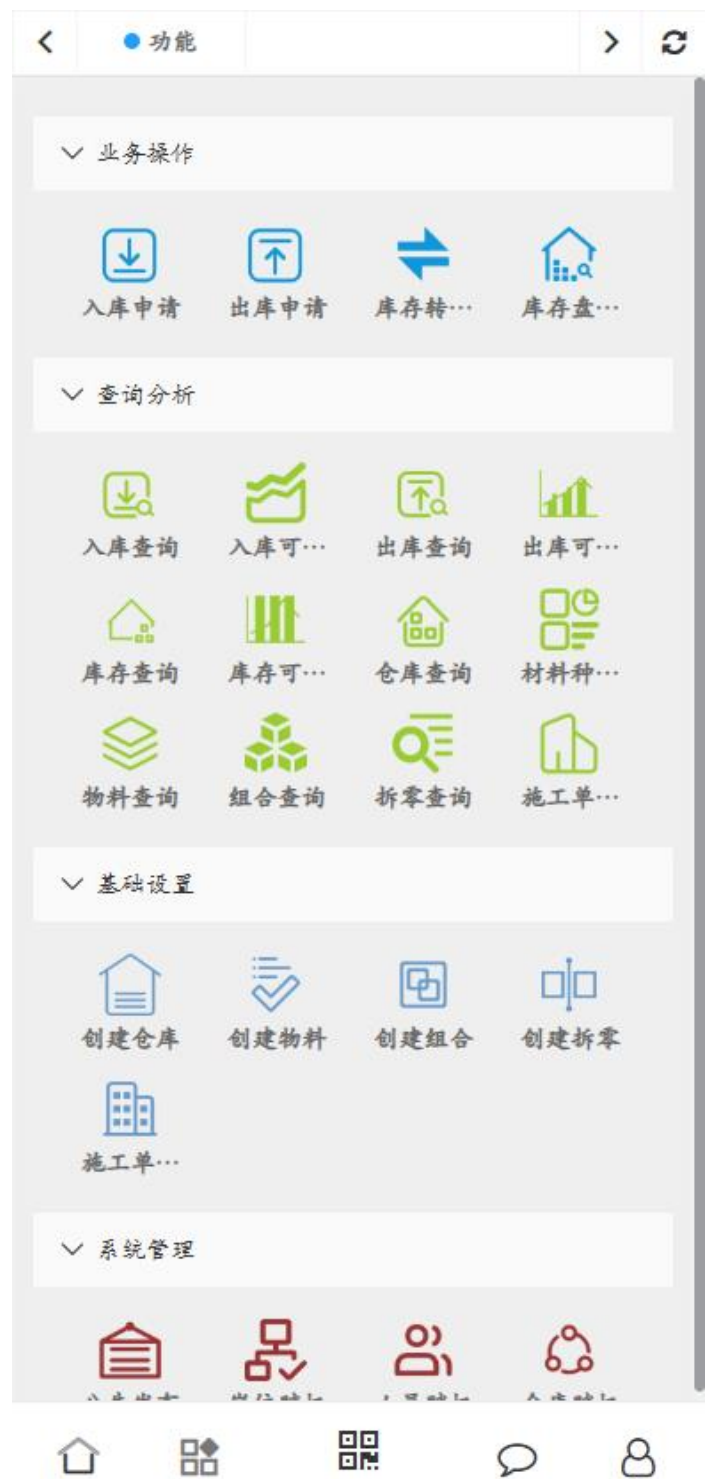 功能
业务操作
入库申请 出库申请 库存转… 库存盘…
查询分析
入库查询 入库可… 出库查询 出库可…
库存查询 库存可… 仓库查询 材料种…
物料查询 组合查询 拆零查询 施工单…
基础设置
创建仓库 创建物料 创建组合 创建拆零
施工单…
系统管理